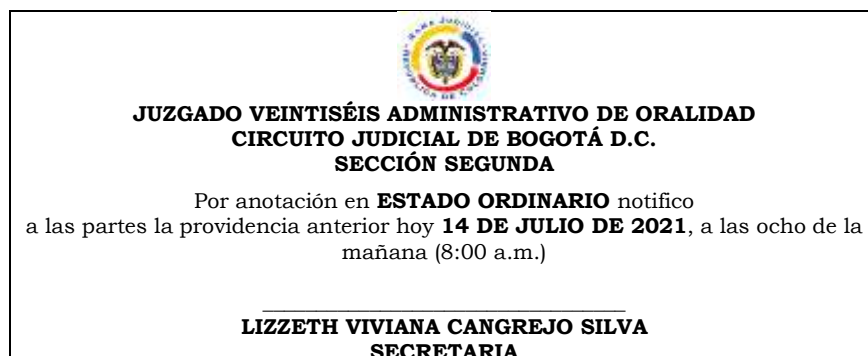 JUZGADO VEINTISÉIS ADMINISTRATIVO DE ORALIDAD
CIRCUITO JUDICIAL DE BOGOTÁ D.C.
SECCIÓN SEGUNDA
Por anotación en ESTADO ORDINARIO notifico
a las partes la providencia anterior hoy 14 DE JULIO DE 2021, a las ocho de la
mañana (8:00 a.m.)
LIZZETH VIVIANA CANGREJO SILVA
SECRETARIA